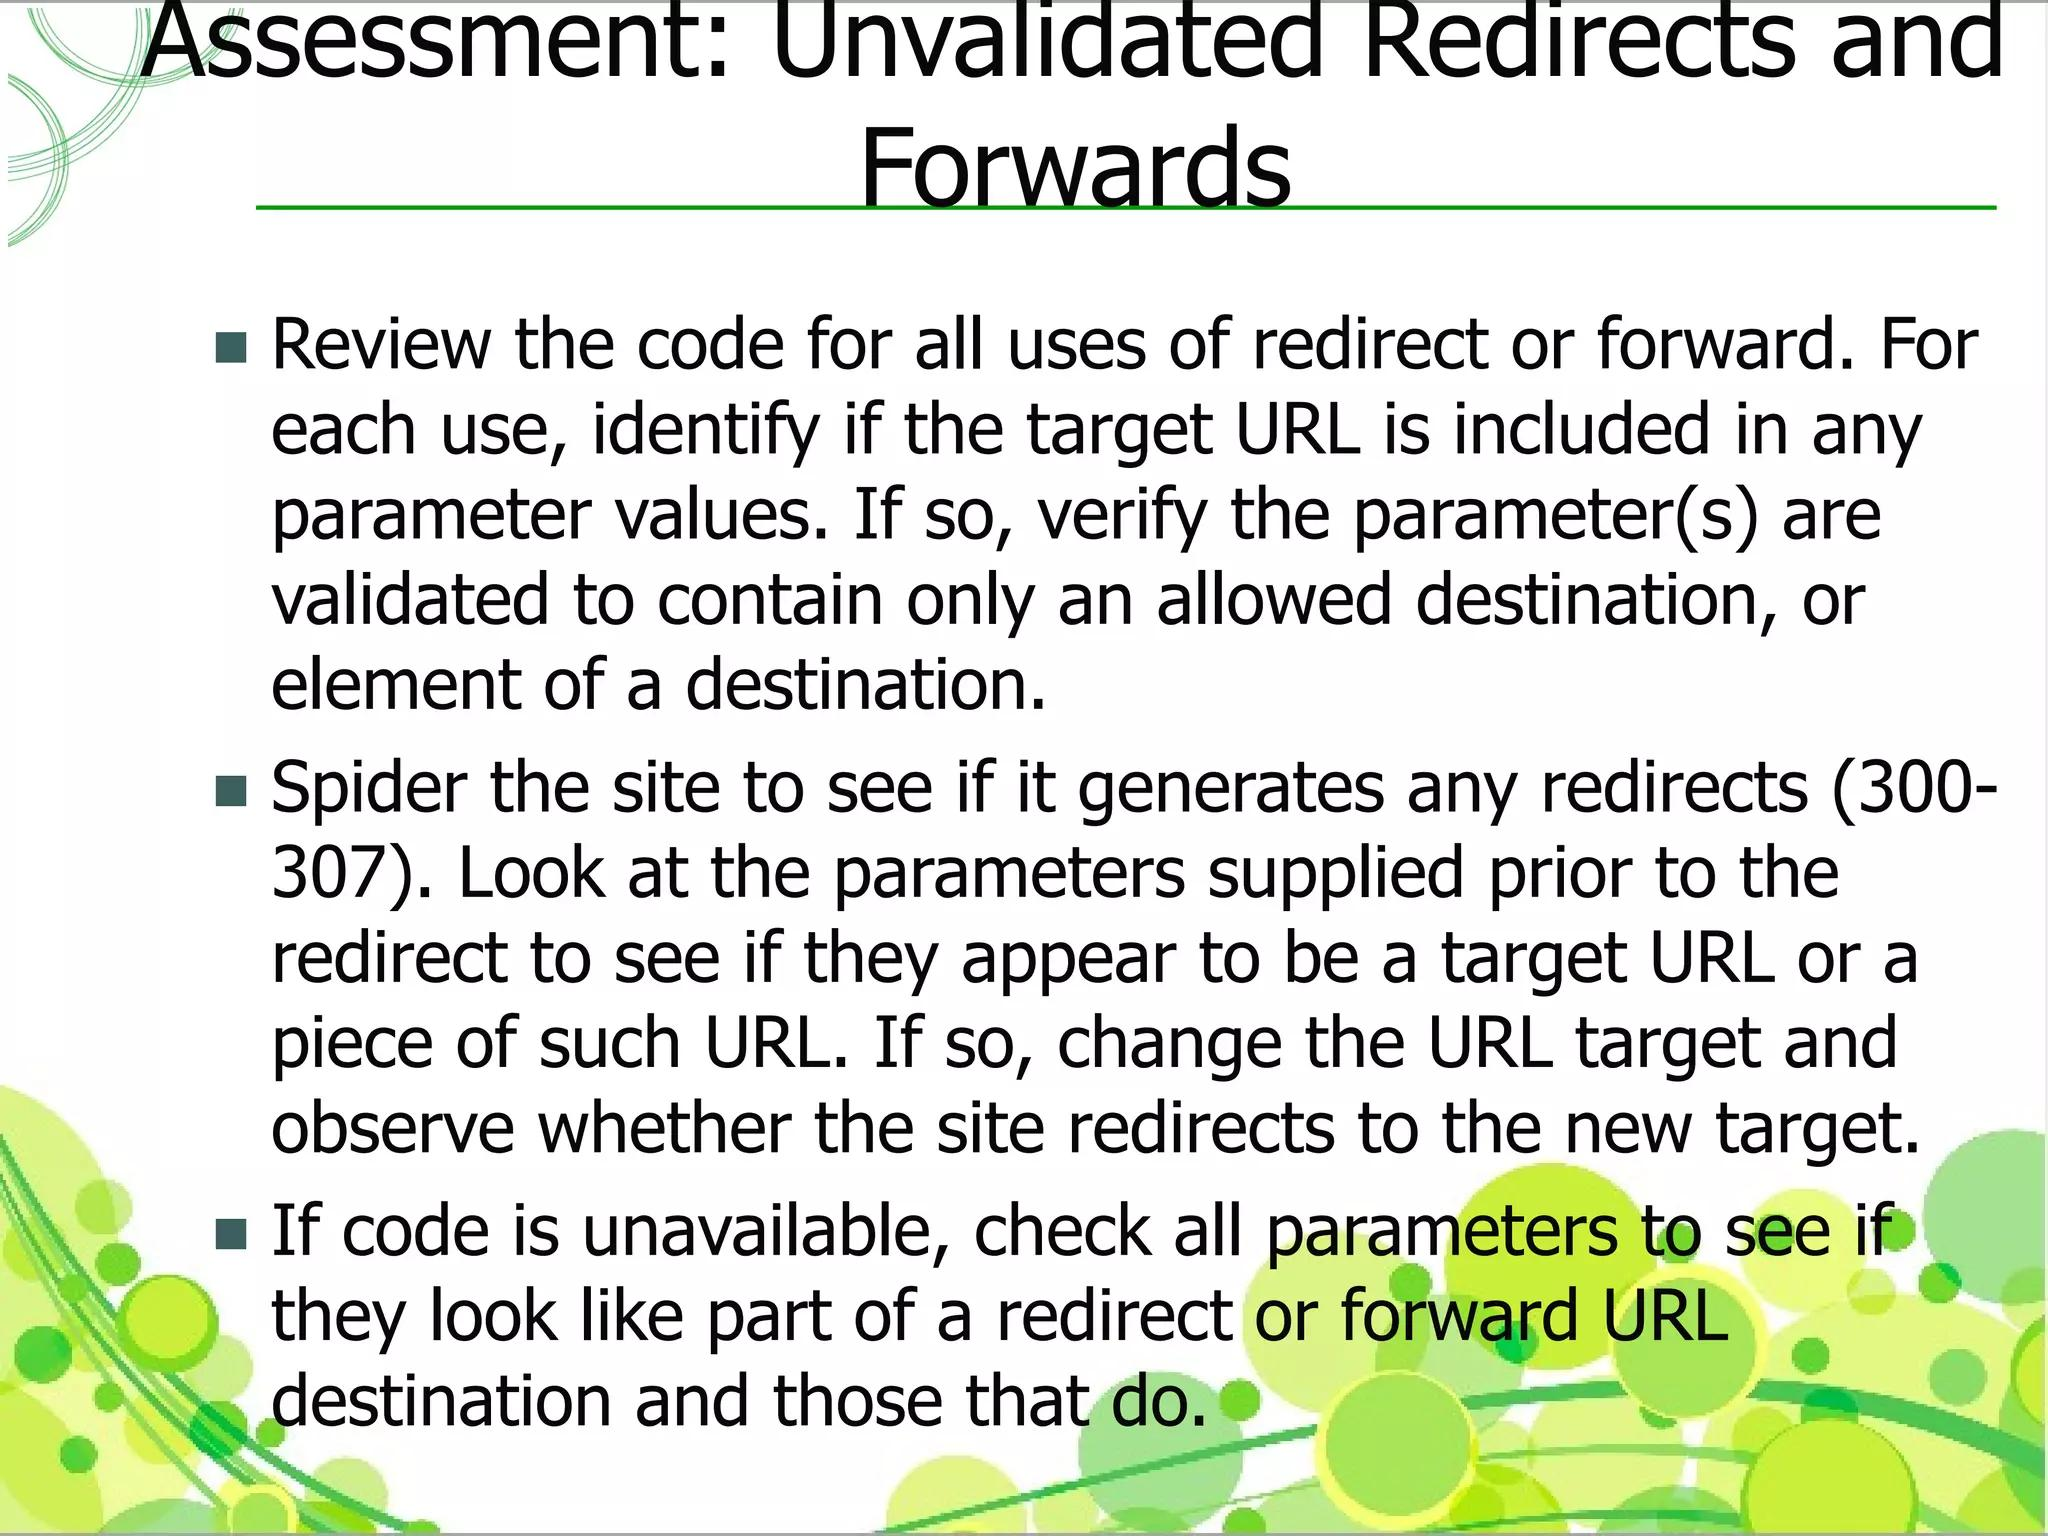 Assessment: Unvalidated Redirects and
Forwards
Review the code for all uses of redirect or forward. For
each use, identify if the target URL is included in any
parameter values. If so, verify the parameter(s) are
validated to contain only an allowed destination, or
element of a destination.
Spider the site to see if it generates any redirects (300-
307). Look at the parameters supplied prior to the
redirect to see if they appear to be a target URL or a
piece of such URL. If so, change the URL target and
observe whether the site redirects to the new target.
If code is unavailable, check all parameters to see if
they look like part of a redirect or forward URL
destination and those that do.